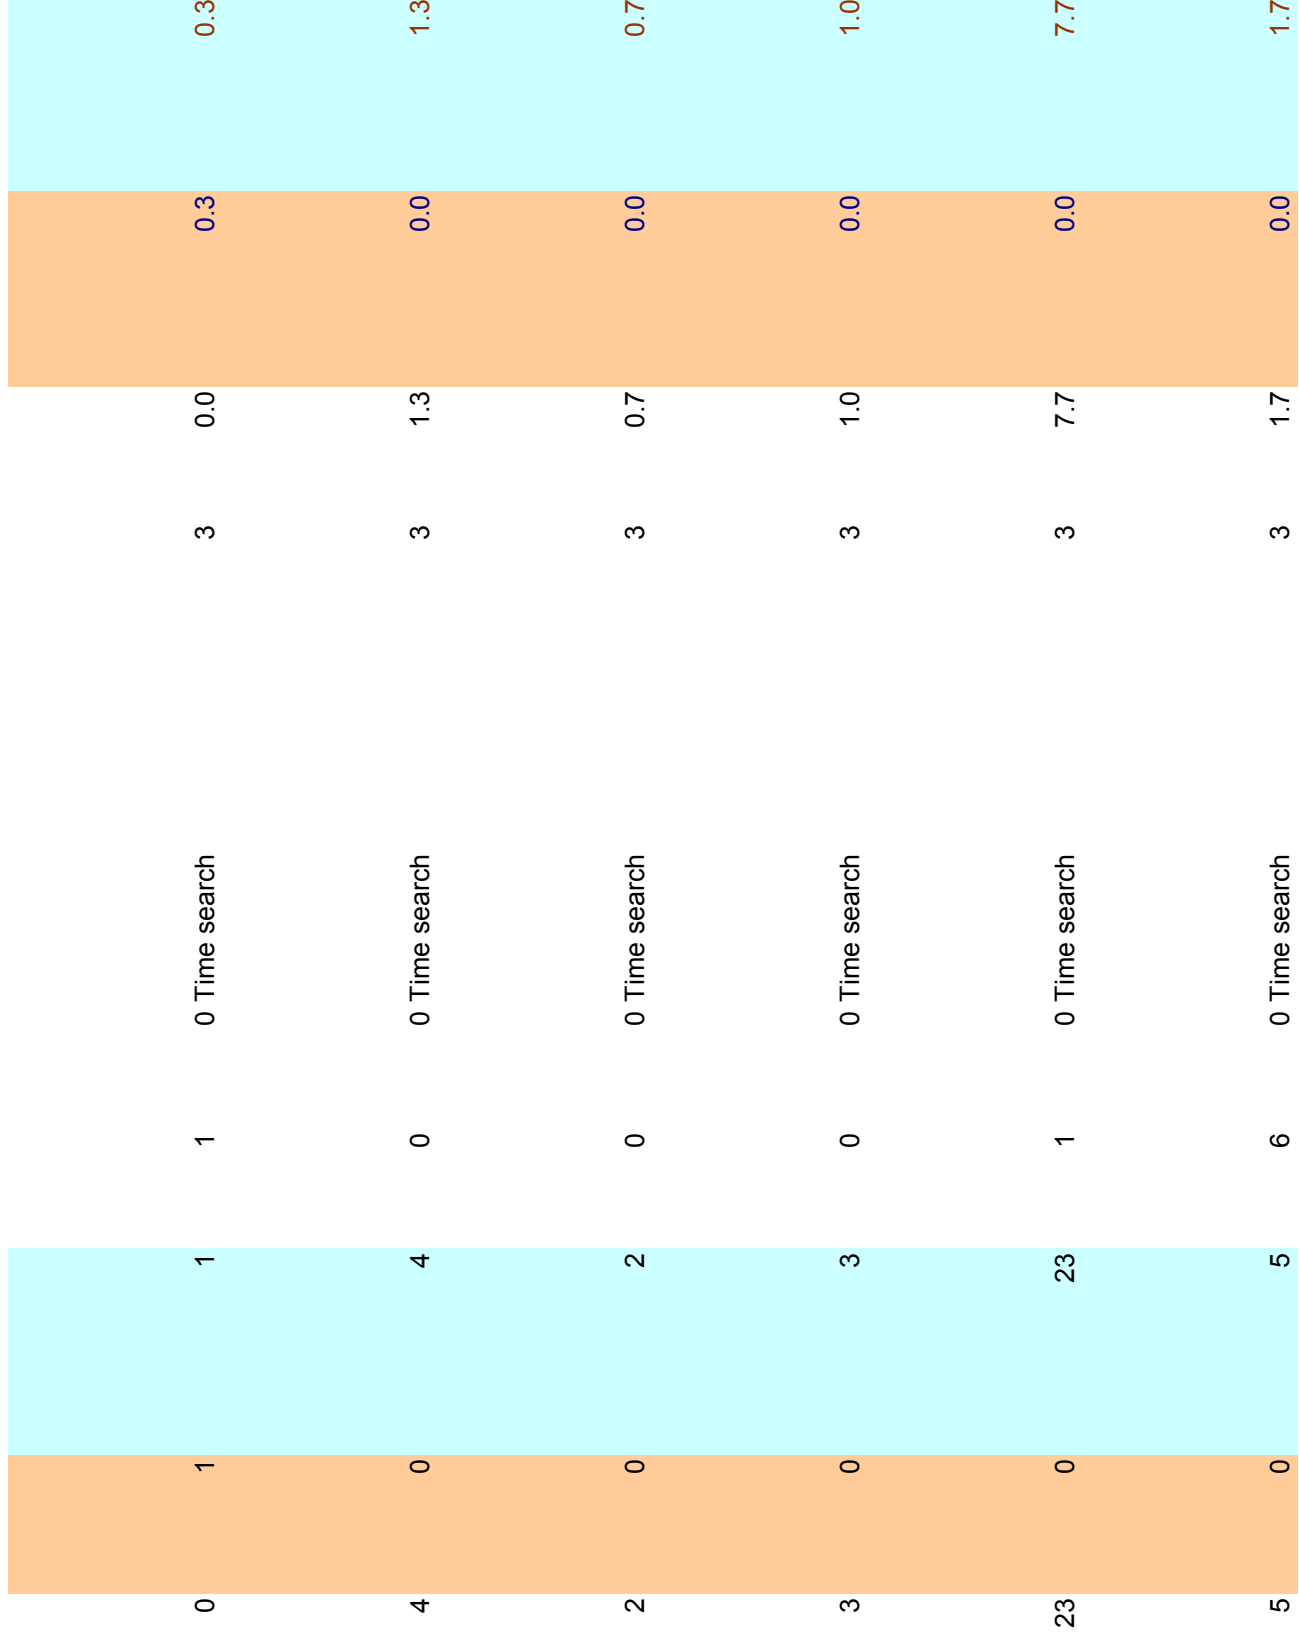 0 1 1 1 0 Time search 3 0.0 0.3 0.3
4 0 4 0 0 Time search 3 1.3 0.0 1.3
2 0 2 0 0 Time search 3 0.7 0.0 0.7
3 0 3 0 0 Time search 3 1.0 0.0 1.0
23 0 23 1 0 Time search 3 7.7 0.0 7.7
5 0 5 6 0 Time search 3 1.7 0.0 1.7